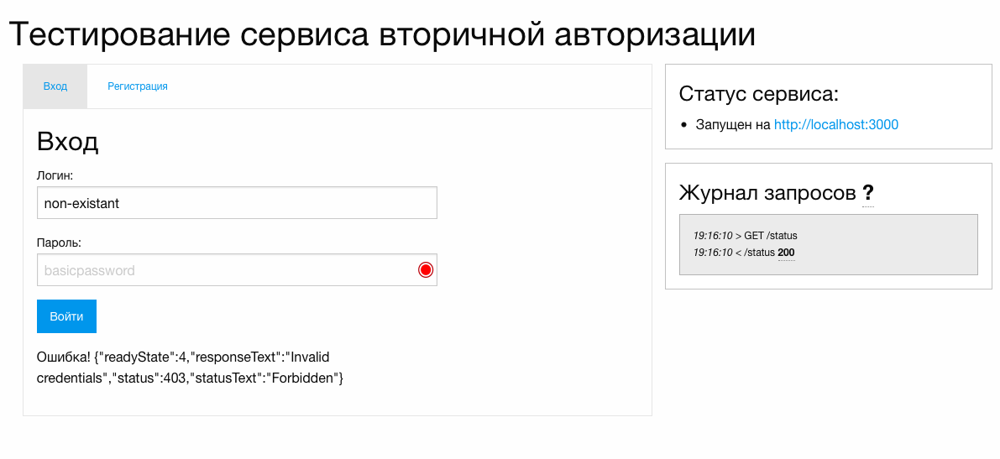 Тестирование сервиса вторичной авторизации
Вход
Регистрация
Вход
Логин:
non-existant
Пароль:
basicpassword
Войти
Ошибка! {"readyState":4,"responseText":"Invalid
credentials","status":403,"statusText":"Forbidden"}
Статус сервиса:
• Запущен на http://localhost:3000
Журнал запросов ?
19:16:10 > GET /status
19:16:10 < /status 200